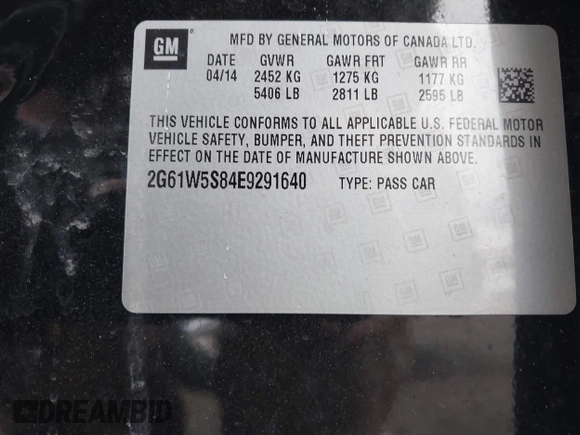 GM MFD BY GENERAL MOTORS OF CANADA LTD.
DATE GVWR GAWR FRT GAWR RR
04/14 2452 KG 1275 KG 1177 KG
5406 LB 2811 LB 2595 LB
THIS VEHICLE CONFORMS TO ALL APPLICABLE U.S. FEDERAL MOTOR
VEHICLE SAFETY, BUMPER, AND THEFT PREVENTION STANDARDS IN
EFFECT ON THE DATE OF MANUFACTURE SHOWN ABOVE.
2G61W5S84E9291640 TYPE: PASS CAR
DREAMBID